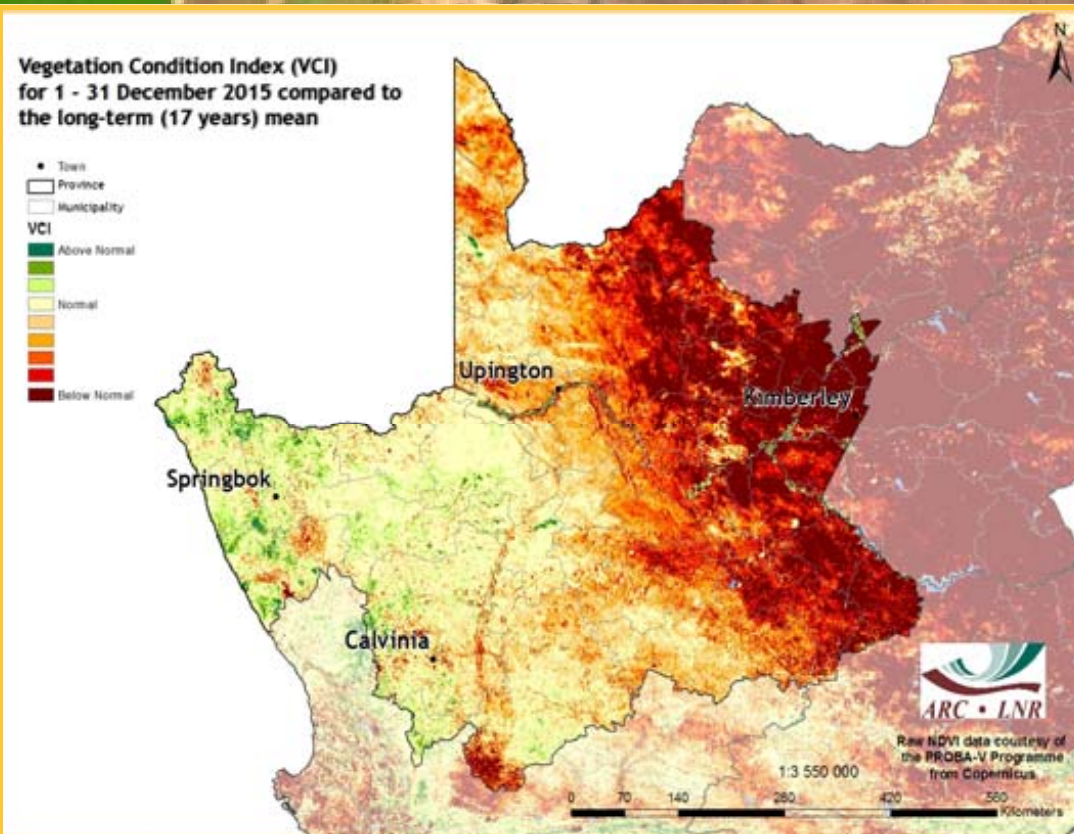 Vegetation Condition Index (VCI)
for 1 - 31 December 2015 compared to
the long-term (17 years) mean
N
Town
Province
Municipality
VCI
Above Normal
Normal
Below Normal
Upington
Kimberley
Springbok
Calvinia
ARC • LNR
Raw NDVI data courtesy of
the PROBA-V Programme
from Copernicus
1:3 550 000
0 70 140 280 420 560
Kilometers